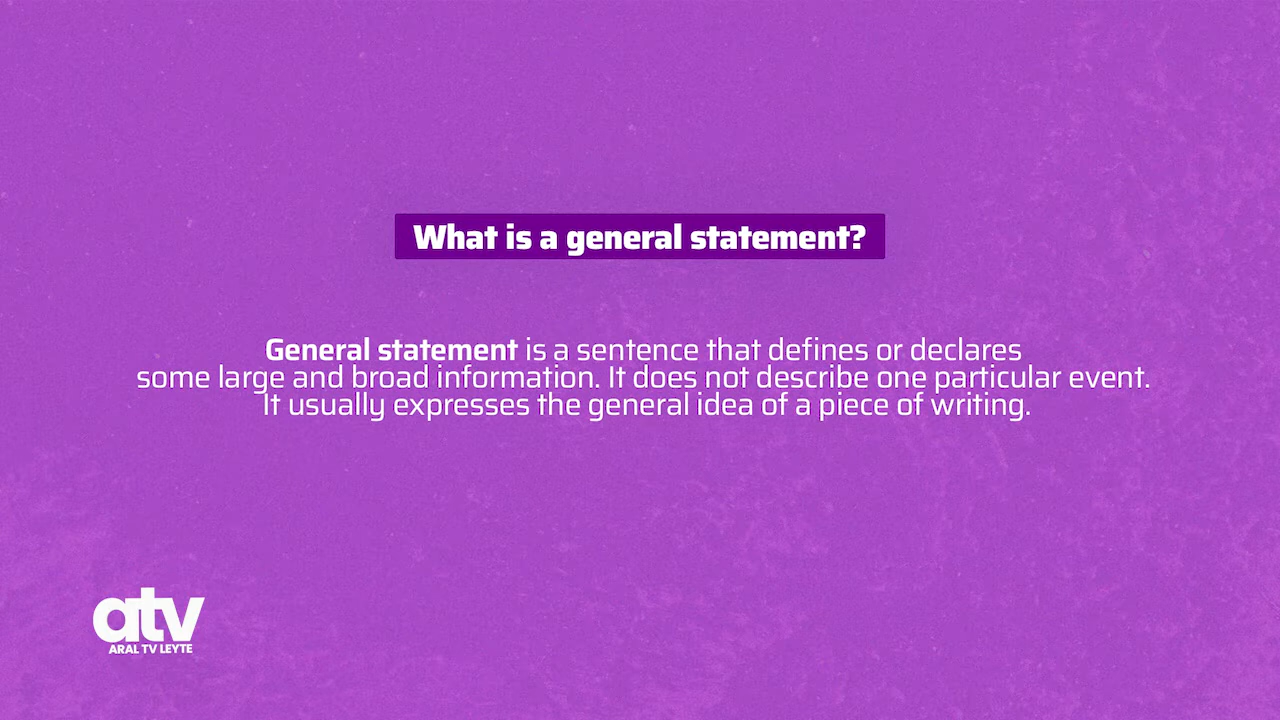 What is a general statement?
General statement is a sentence that defines or declares
some large and broad information. It does not describe one particular event.
It usually expresses the general idea of a piece of writing.
atv
ARAL TV LEYTE